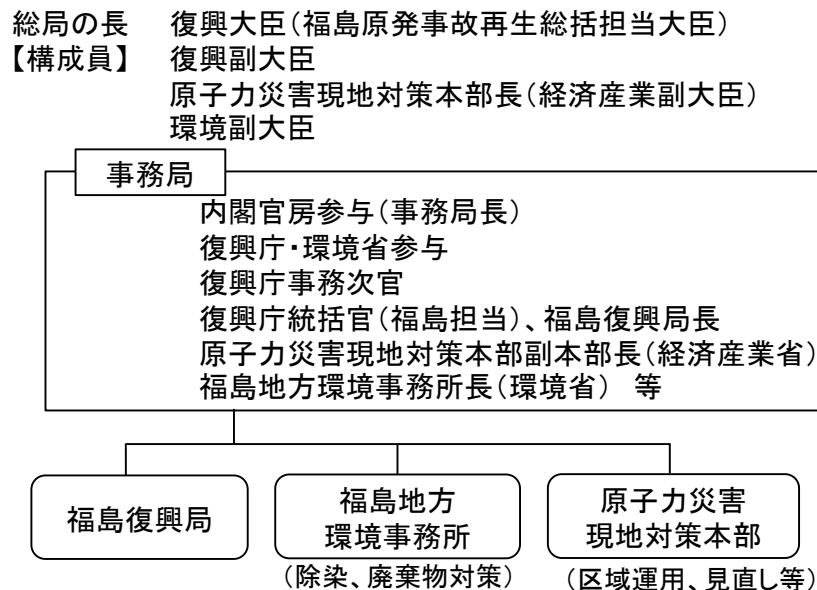 総局の長　復興大臣（福島原発事故再生総括担当大臣）
【構成員】　復興副大臣
原子力災害現地対策本部長（経済産業副大臣）
環境副大臣
事務局
内閣官房参与（事務局長）
復興庁・環境省参与
復興庁事務次官
復興庁統括官（福島担当）、福島復興局長
原子力災害現地対策本部副本部長（経済産業省）
福島地方環境事務所長（環境省）　等
福島復興局
福島地方
環境事務所
（除染、廃棄物対策）
原子力災害
現地対策本部
（区域運用、見直し等）